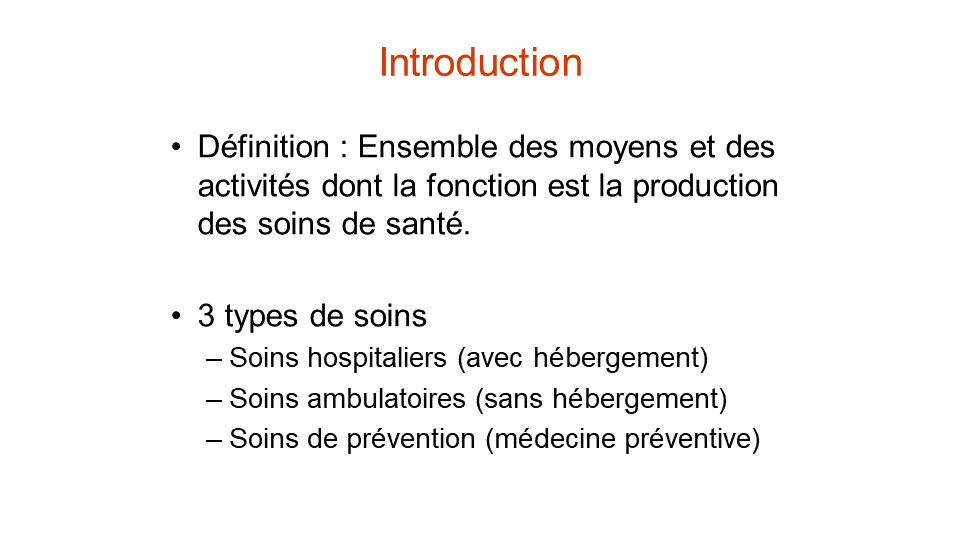 Introduction
• Définition : Ensemble des moyens et des
activités dont la fonction est la production
des soins de santé.
• 3 types de soins
– Soins hospitaliers (avec hébergement)
– Soins ambulatoires (sans hébergement)
– Soins de prévention (médecine préventive)